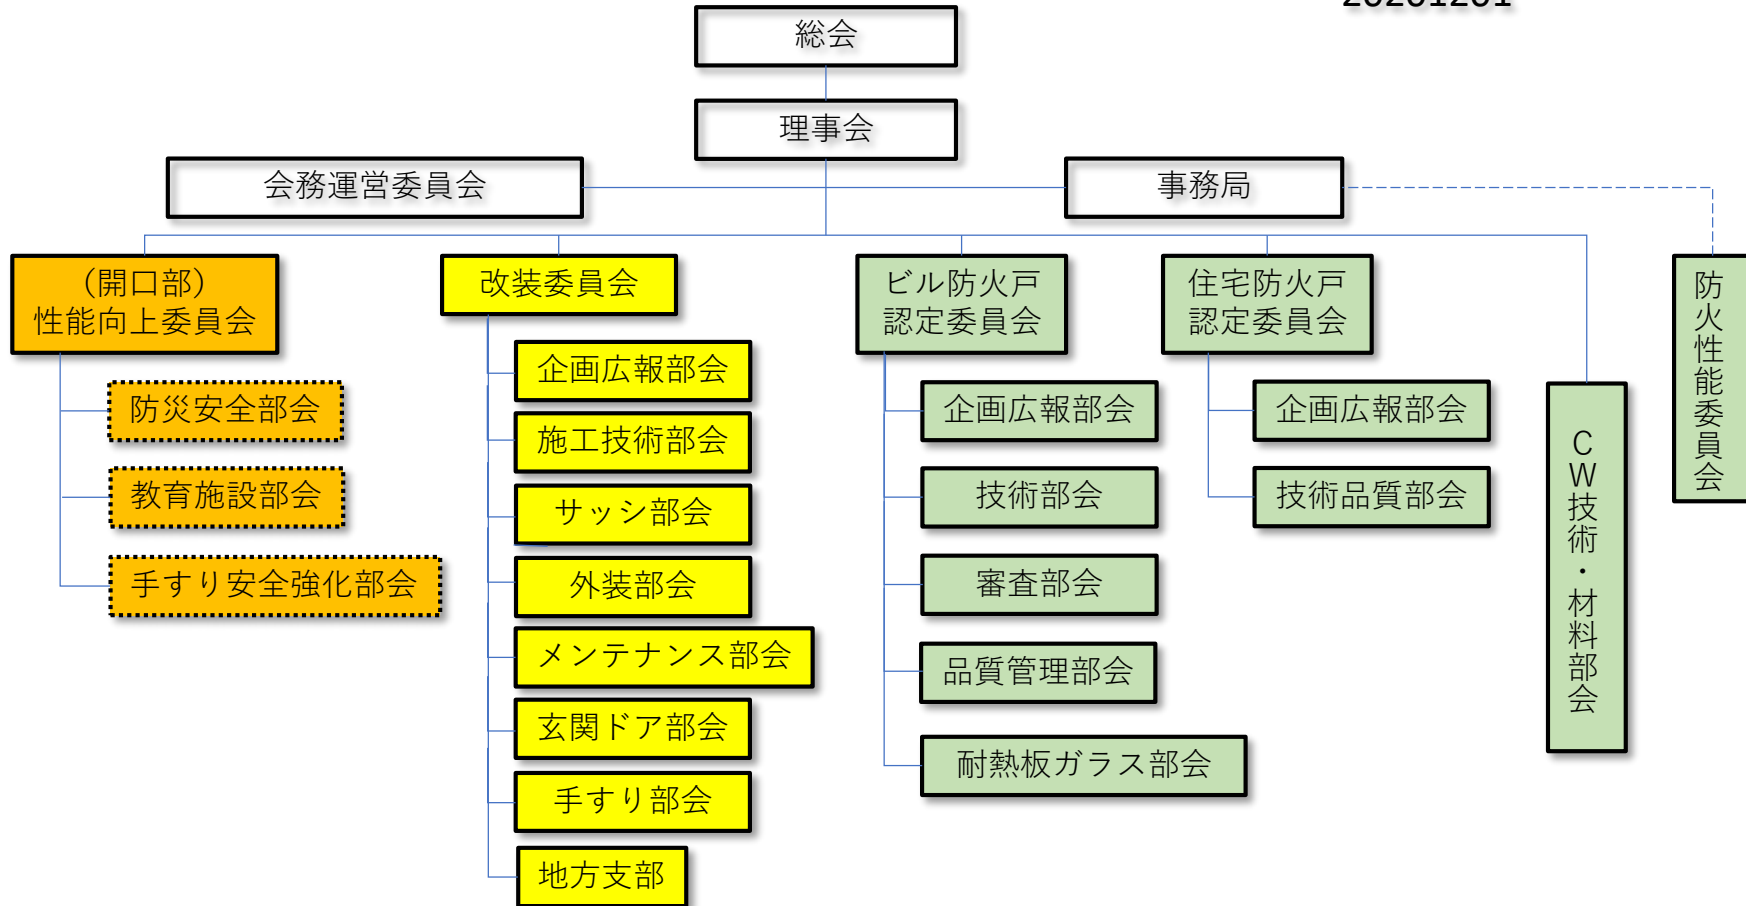 20201201
総会
理事会
会務運営委員会
事務局
(開口部)
性能向上委員会
防災安全部会
教育施設部会
手すり安全強化部会
改装委員会
企画広報部会
施工技術部会
サッシ部会
外装部会
メンテナンス部会
玄関ドア部会
手すり部会
地方支部
ビル防火戸
認定委員会
企画広報部会
技術部会
審査部会
品質管理部会
耐熱板ガラス部会
住宅防火戸
認定委員会
企画広報部会
技術品質部会
CW技術・材料部会
防火性能委員会